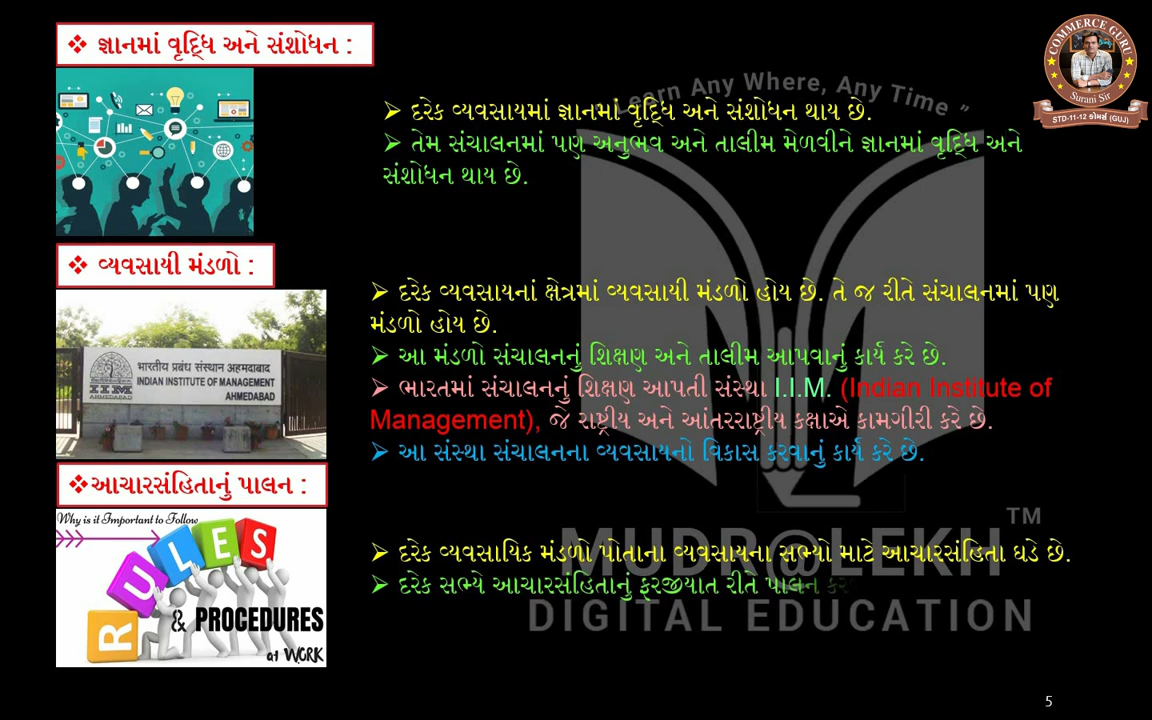 ❖ જ્ઞાનમાં વૃદ્ધિ અને સંશોધન :
COMMERCE GURU
Surani Sir
STD-11-12 કોમર્સ (GUJ)
Learn Any Where, Any Time ”
➢ દરેક વ્યવસાયમાં જ્ઞાનમાં વૃદ્ધિ અને સંશોધન થાય છે.
➢ તેમ સંચાલનમાં પણ અનુભવ અને તાલીમ મેળવીને જ્ઞાનમાં વૃદ્ધિ અને
સંશોધન થાય છે.
❖ વ્યવસાયી મંડળો :
➢ દરેક વ્યવસાયનાં ક્ષેત્રમાં વ્યવસાયી મંડળો હોય છે. તે જ રીતે સંચાલનમાં પણ
મંડળો હોય છે.
➢ આ મંડળો સંચાલનનું શિક્ષણ અને તાલીમ આપવાનું કાર્ય કરે છે.
➢ ભારતમાં સંચાલનનું શિક્ષણ આપતી સંસ્થા I.I.M. (Indian Institute of
Management), જે રાષ્ટ્રીય અને આંતરરાષ્ટ્રીય કક્ષાએ કામગીરી કરે છે.
➢ આ સંસ્થા સંચાલનના વ્યવસાયનો વિકાસ કરવાનું કાર્ય કરે છે.
भारतीय प्रबंध संस्थान अहमदाबाद
INDIAN INSTITUTE OF MANAGEMENT
AHMEDABAD
IIM
AHMEDABAD
❖આચારસંહિતાનું પાલન :
Why is it Important to Follow
RULES
& PROCEDURES
at WORK
➢ દરેક વ્યવસાયિક મંડળો પોતાના વ્યવસાયના સભ્યો માટે આચારસંહિતા ઘડે છે.
➢ દરેક સભ્યે આચારસંહિતાનું ફરજીયાત રીતે પાલન કર
MUDR@LEKH TM
DIGITAL EDUCATION
5